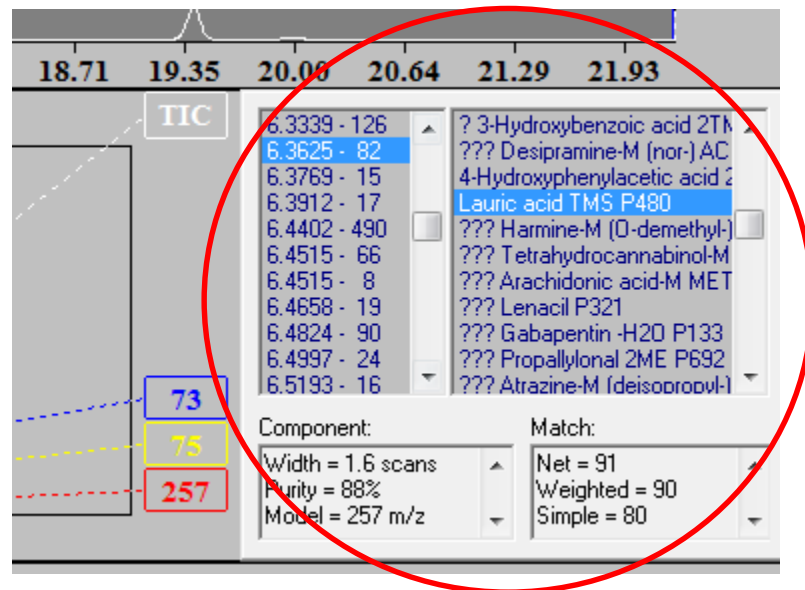 18.71 19.35 20.00 20.64 21.29 21.93
TIC
6.3339 - 126
6.3625 - 82
6.3769 - 15
6.3912 - 17
6.4402 - 490
6.4515 - 66
6.4515 - 8
6.4658 - 19
6.4824 - 90
6.4997 - 24
6.5193 - 16
? 3-Hydroxybenzoic acid 2TM
??? Desipramine-M (nor-) AC
4-Hydroxyphenylacetic acid 2
Lauric acid TMS P480
??? Harmine-M (O-demethyl-)
??? Tetrahydrocannabinol-M
??? Arachidonic acid-M MET
??? Lenacil P321
??? Gabapentin -H2O P133
??? Propallylonal 2ME P692
??? Atrazine-M (deisopropyl-)
73
75
257
Component:
Width = 1.6 scans
Purity = 88%
Model = 257 m/z
Match:
Net = 91
Weighted = 90
Simple = 80